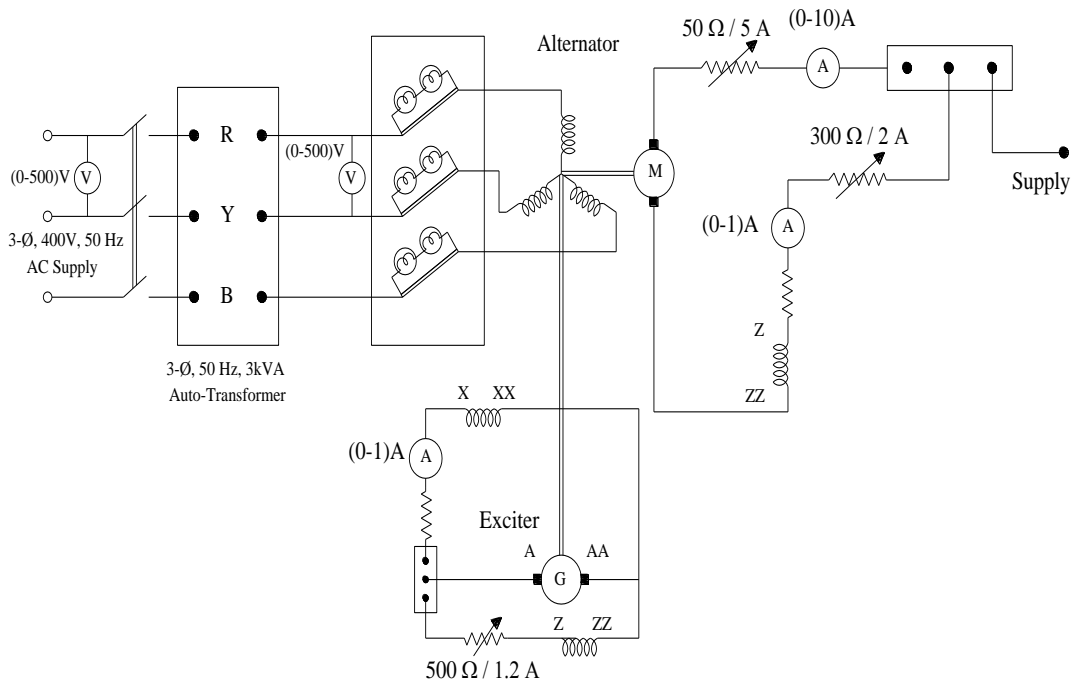 Alternator
50 Ω / 5 A
(0-10)A
A
R
(0-500)V
V
(0-500)V
V
M
300 Ω / 2 A
Supply
Y
(0-1)A
A
3-Ø, 400V, 50 Hz
AC Supply
B
Z
ZZ
3-Ø, 50 Hz, 3kVA
Auto-Transformer
X
XX
(0-1)A
A
Exciter
A
AA
G
Z
ZZ
500 Ω / 1.2 A